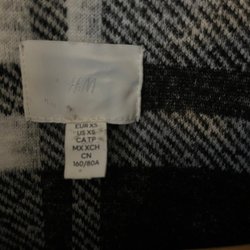 H&M
EUR XS
US XS
CA TP
MX XCH
CN
160/80A